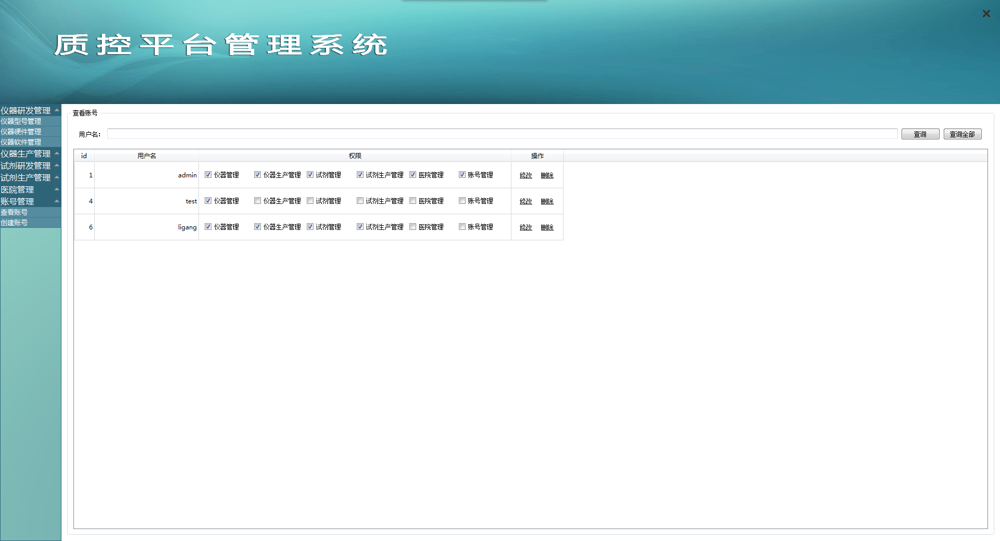 质控平台管理系统
仪器研发管理
仪器型号管理
仪器硬件管理
仪器软件管理
仪器生产管理
试剂研发管理
试剂生产管理
医院管理
账号管理
查看账号
创建账号
查看账号
用户名: 查询 查询全部
id 用户名 权限 操作
1 admin 仪器管理 仪器生产管理 试剂管理 试剂生产管理 医院管理 账号管理 修改 删除
4 test 仪器管理 仪器生产管理 试剂管理 试剂生产管理 医院管理 账号管理 修改 删除
6 ligang 仪器管理 仪器生产管理 试剂管理 试剂生产管理 医院管理 账号管理 修改 删除